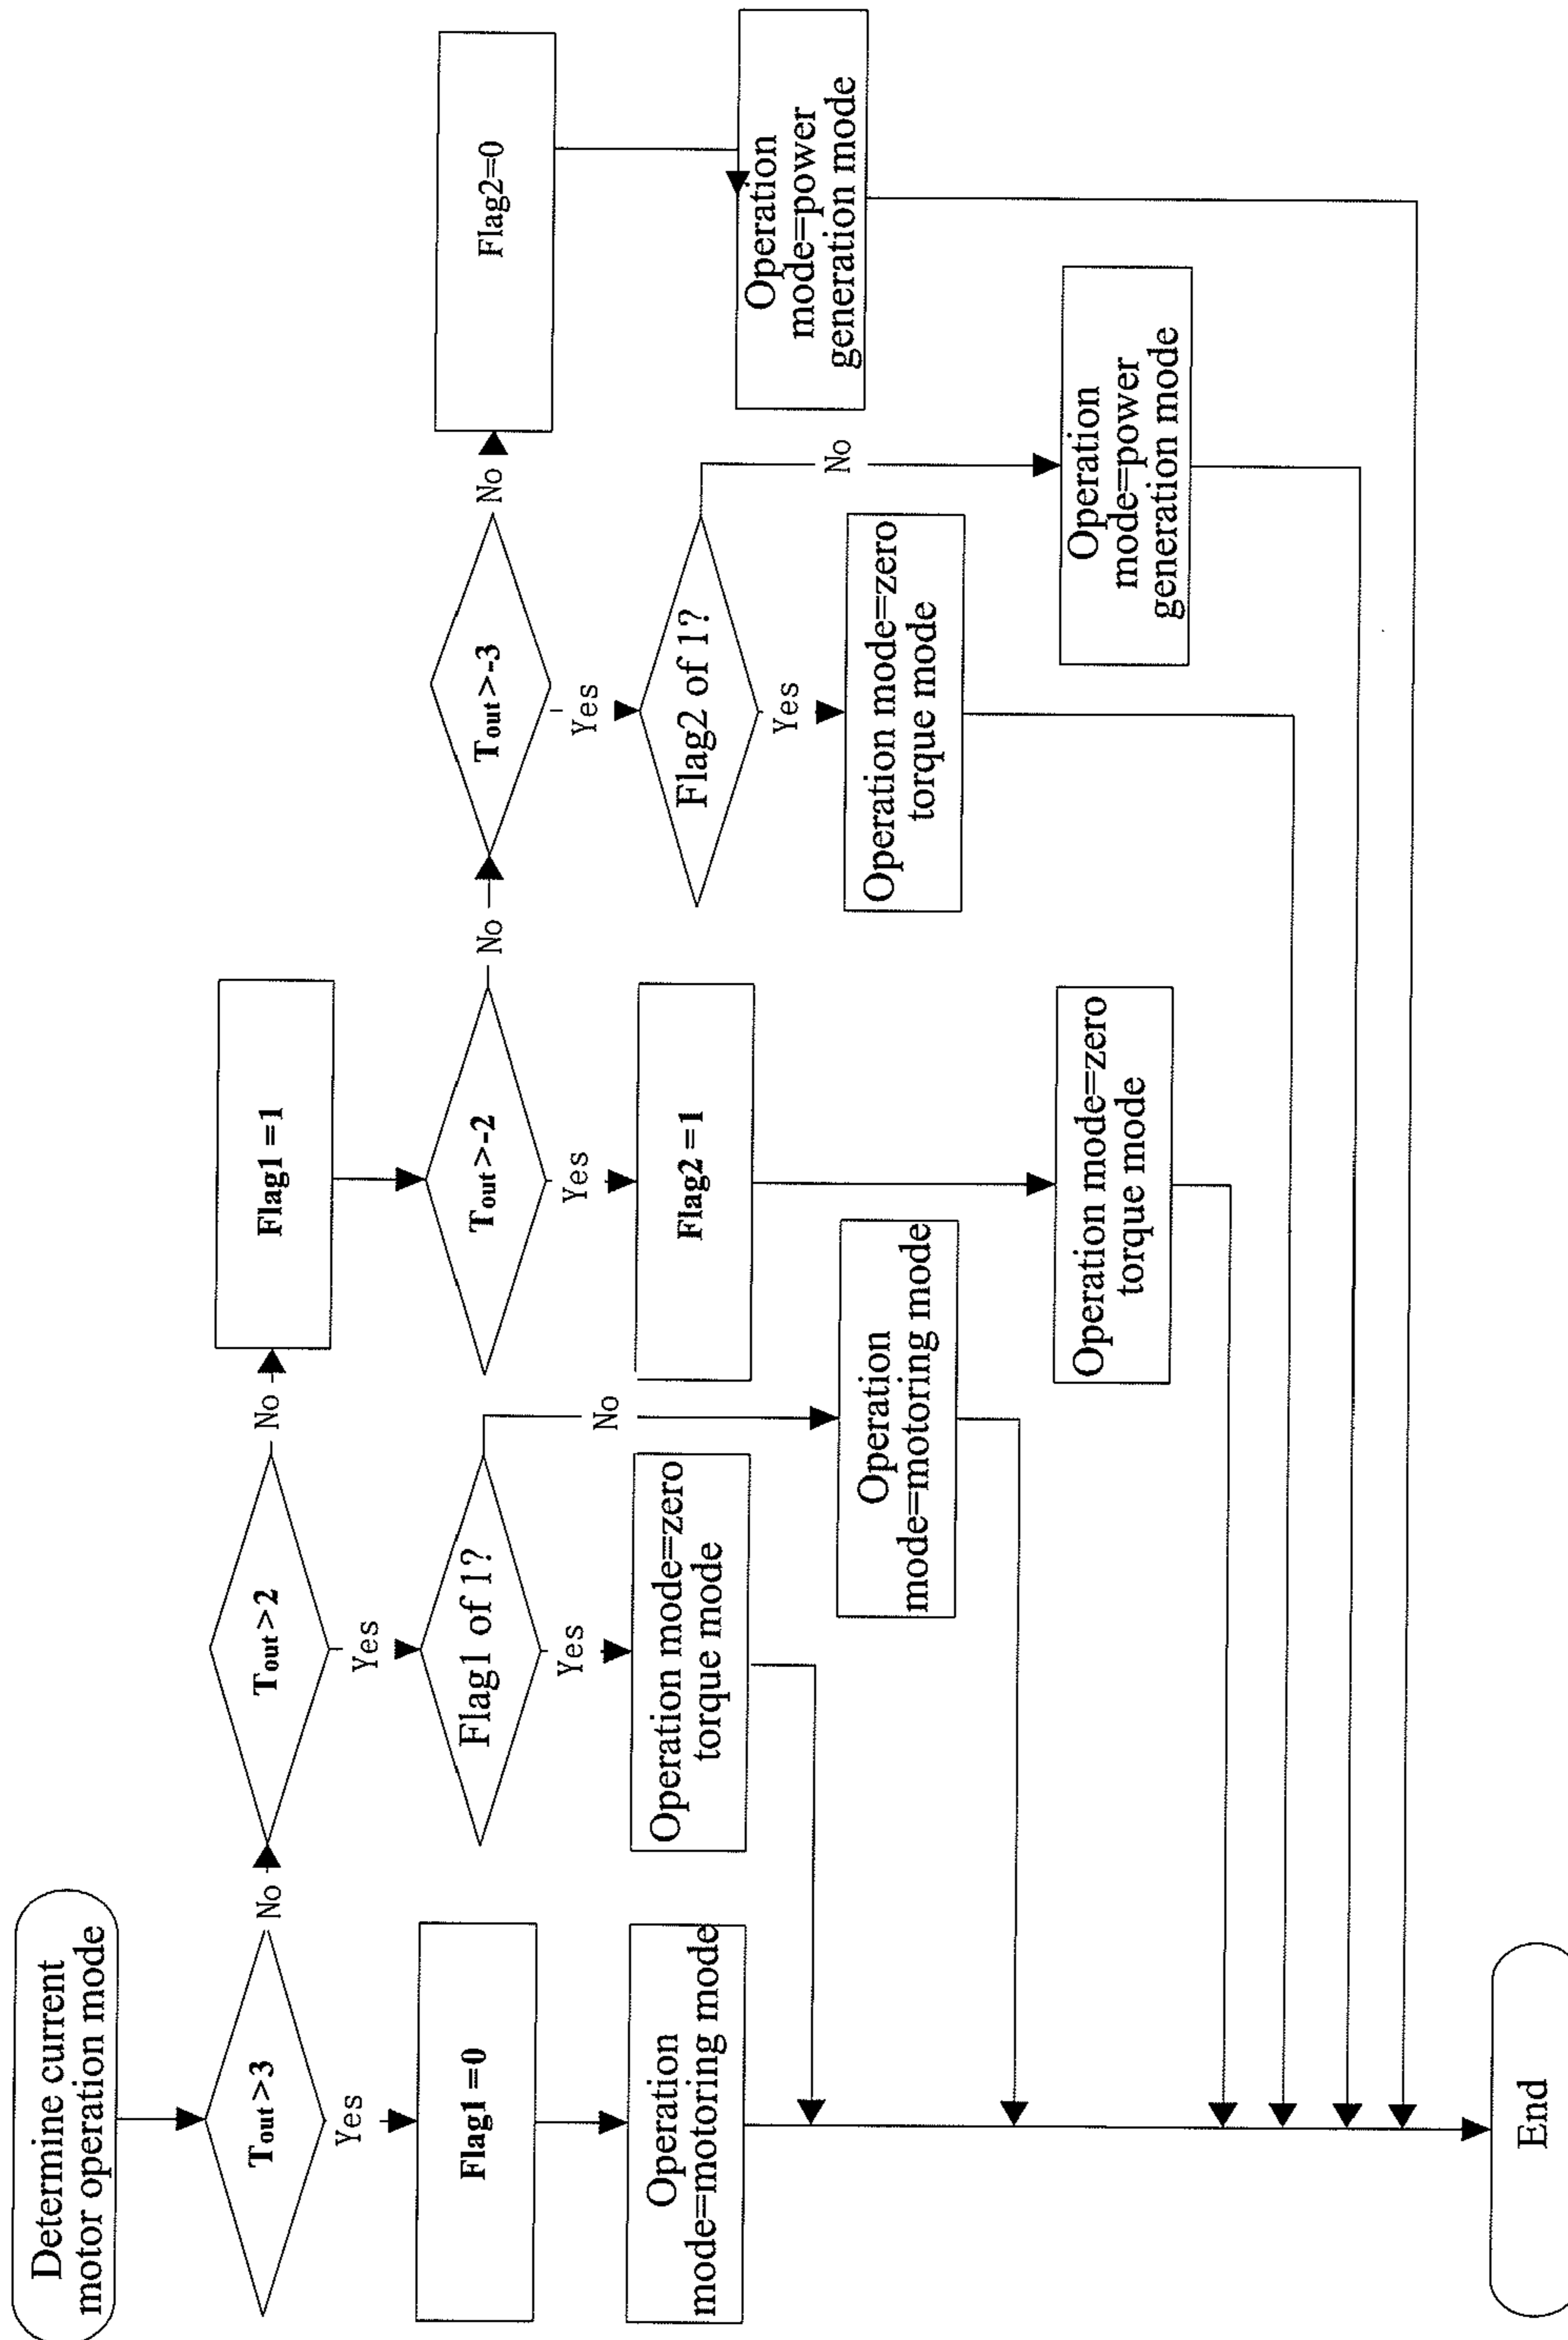 Determine current
motor operation mode
Tout>3
No
Tout>2
No
Flag1=1
Yes
Yes
Flag1=0
Flag1 of 1?
No
Tout>-2
No
Tout>-3
No
Flag2=0
Yes
Yes
Yes
Operation
mode=motoring mode
Operation mode=zero
torque mode
Flag2=1
Flag2 of 1?
No
Operation
mode=power
generation mode
Yes
Operation
mode=motoring mode
Operation mode=zero
torque mode
Operation mode=zero
torque mode
Operation
mode=power
generation mode
End